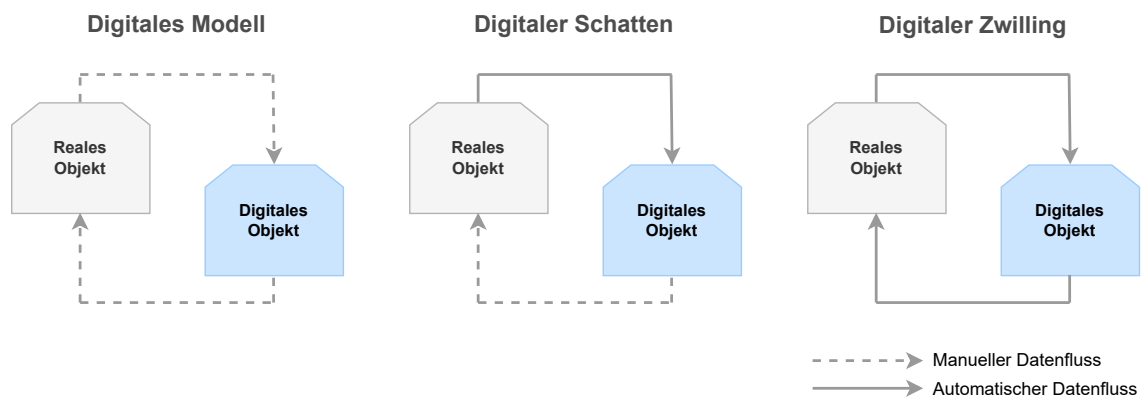 Digitales Modell
Digitaler Schatten
Digitaler Zwilling
Reales
Objekt
Digitales
Objekt
Reales
Objekt
Digitales
Objekt
Reales
Objekt
Digitales
Objekt
Manueller Datenfluss
Automatischer Datenfluss